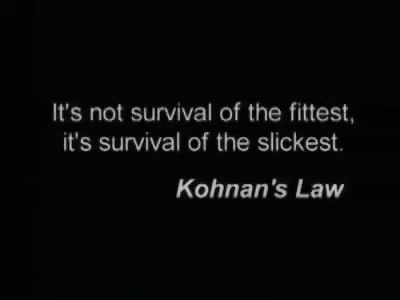 It's not survival of the fittest,
it's survival of the slickest.
Kohnan's Law